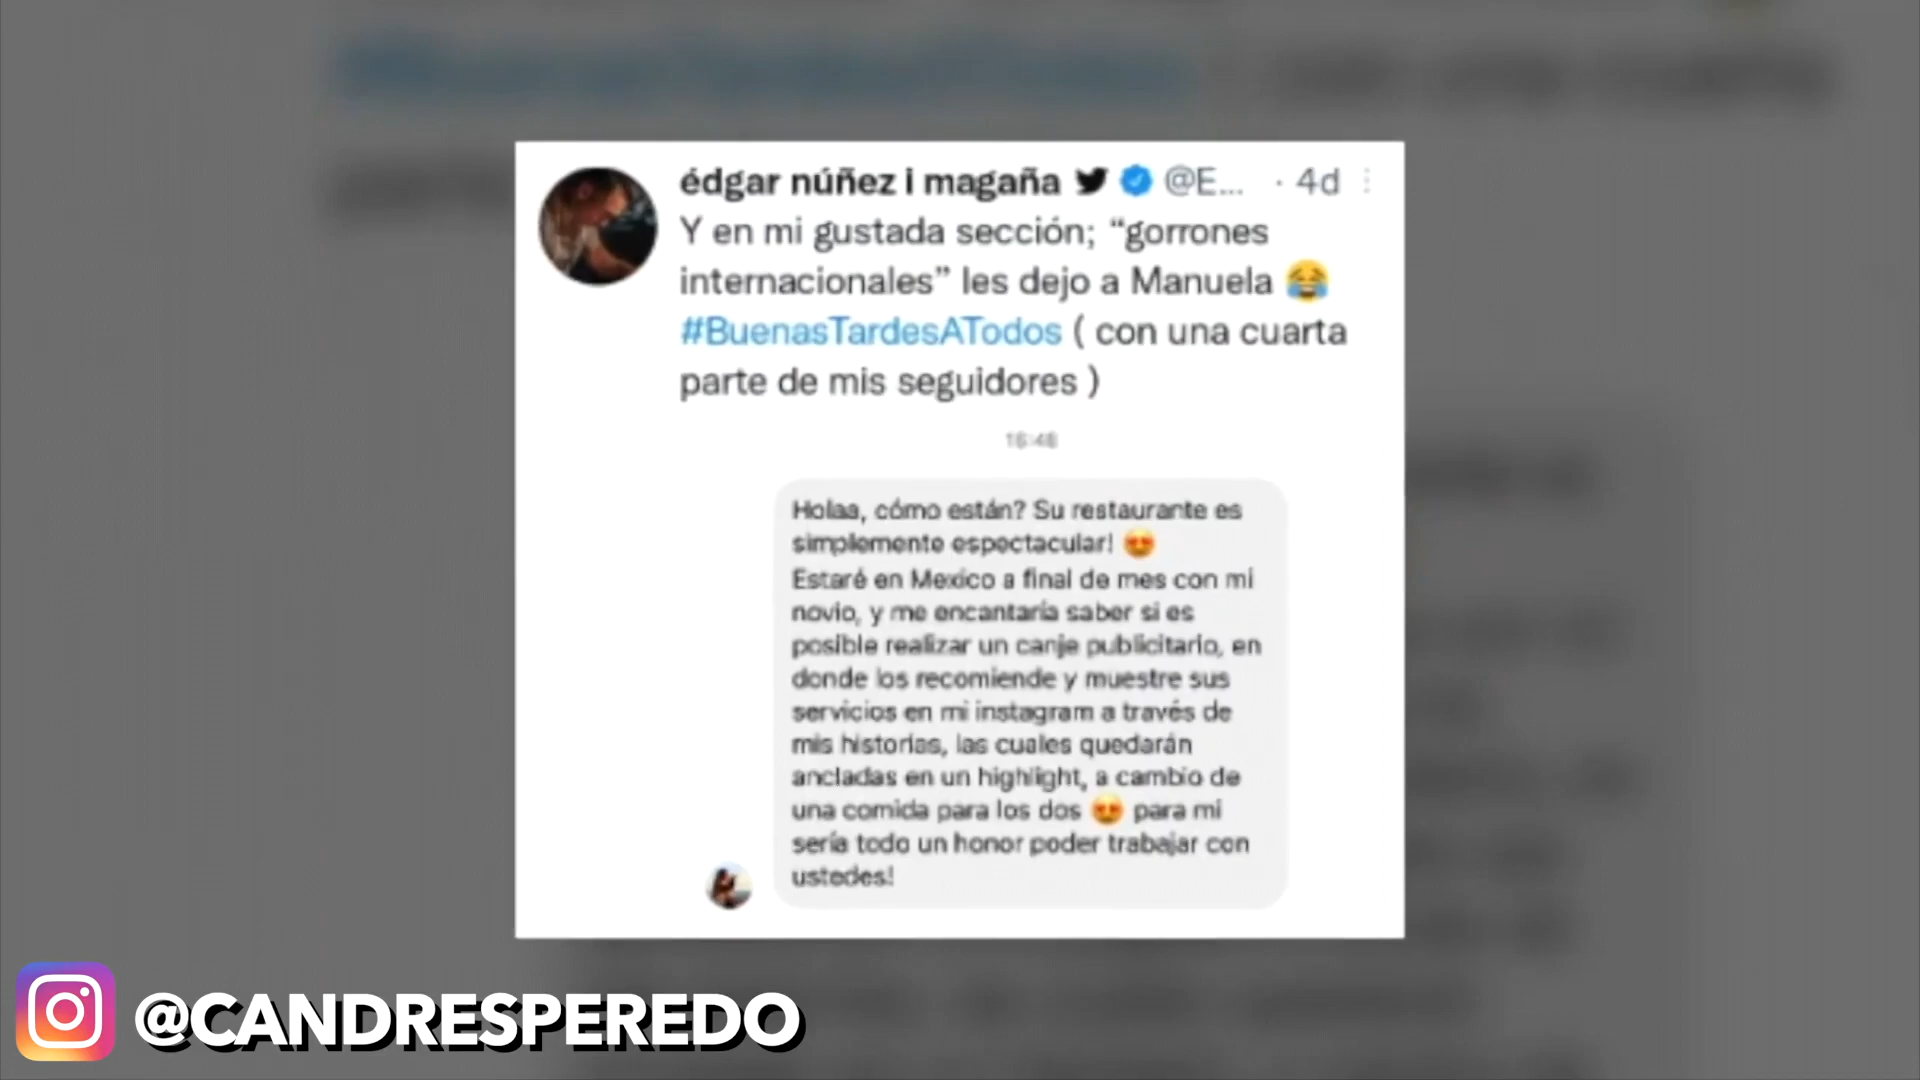 édgar núñez i magaña @E... · 4d
Y en mi gustada sección; “gorrones
internacionales” les dejo a Manuela 😂
#BuenasTardesATodos ( con una cuarta
parte de mis seguidores )
16:48
Holaa, cómo están? Su restaurante es
simplemente espectacular! 😍
Estaré en Mexico a final de mes con mi
novio, y me encantaría saber si es
posible realizar un canje publicitario, en
donde los recomiende y muestre sus
servicios en mi instagram a través de
mis historias, las cuales quedarán
ancladas en un highlight, a cambio de
una comida para los dos 😍 para mi
sería todo un honor poder trabajar con
ustedes!
@CANDRESPEREDO